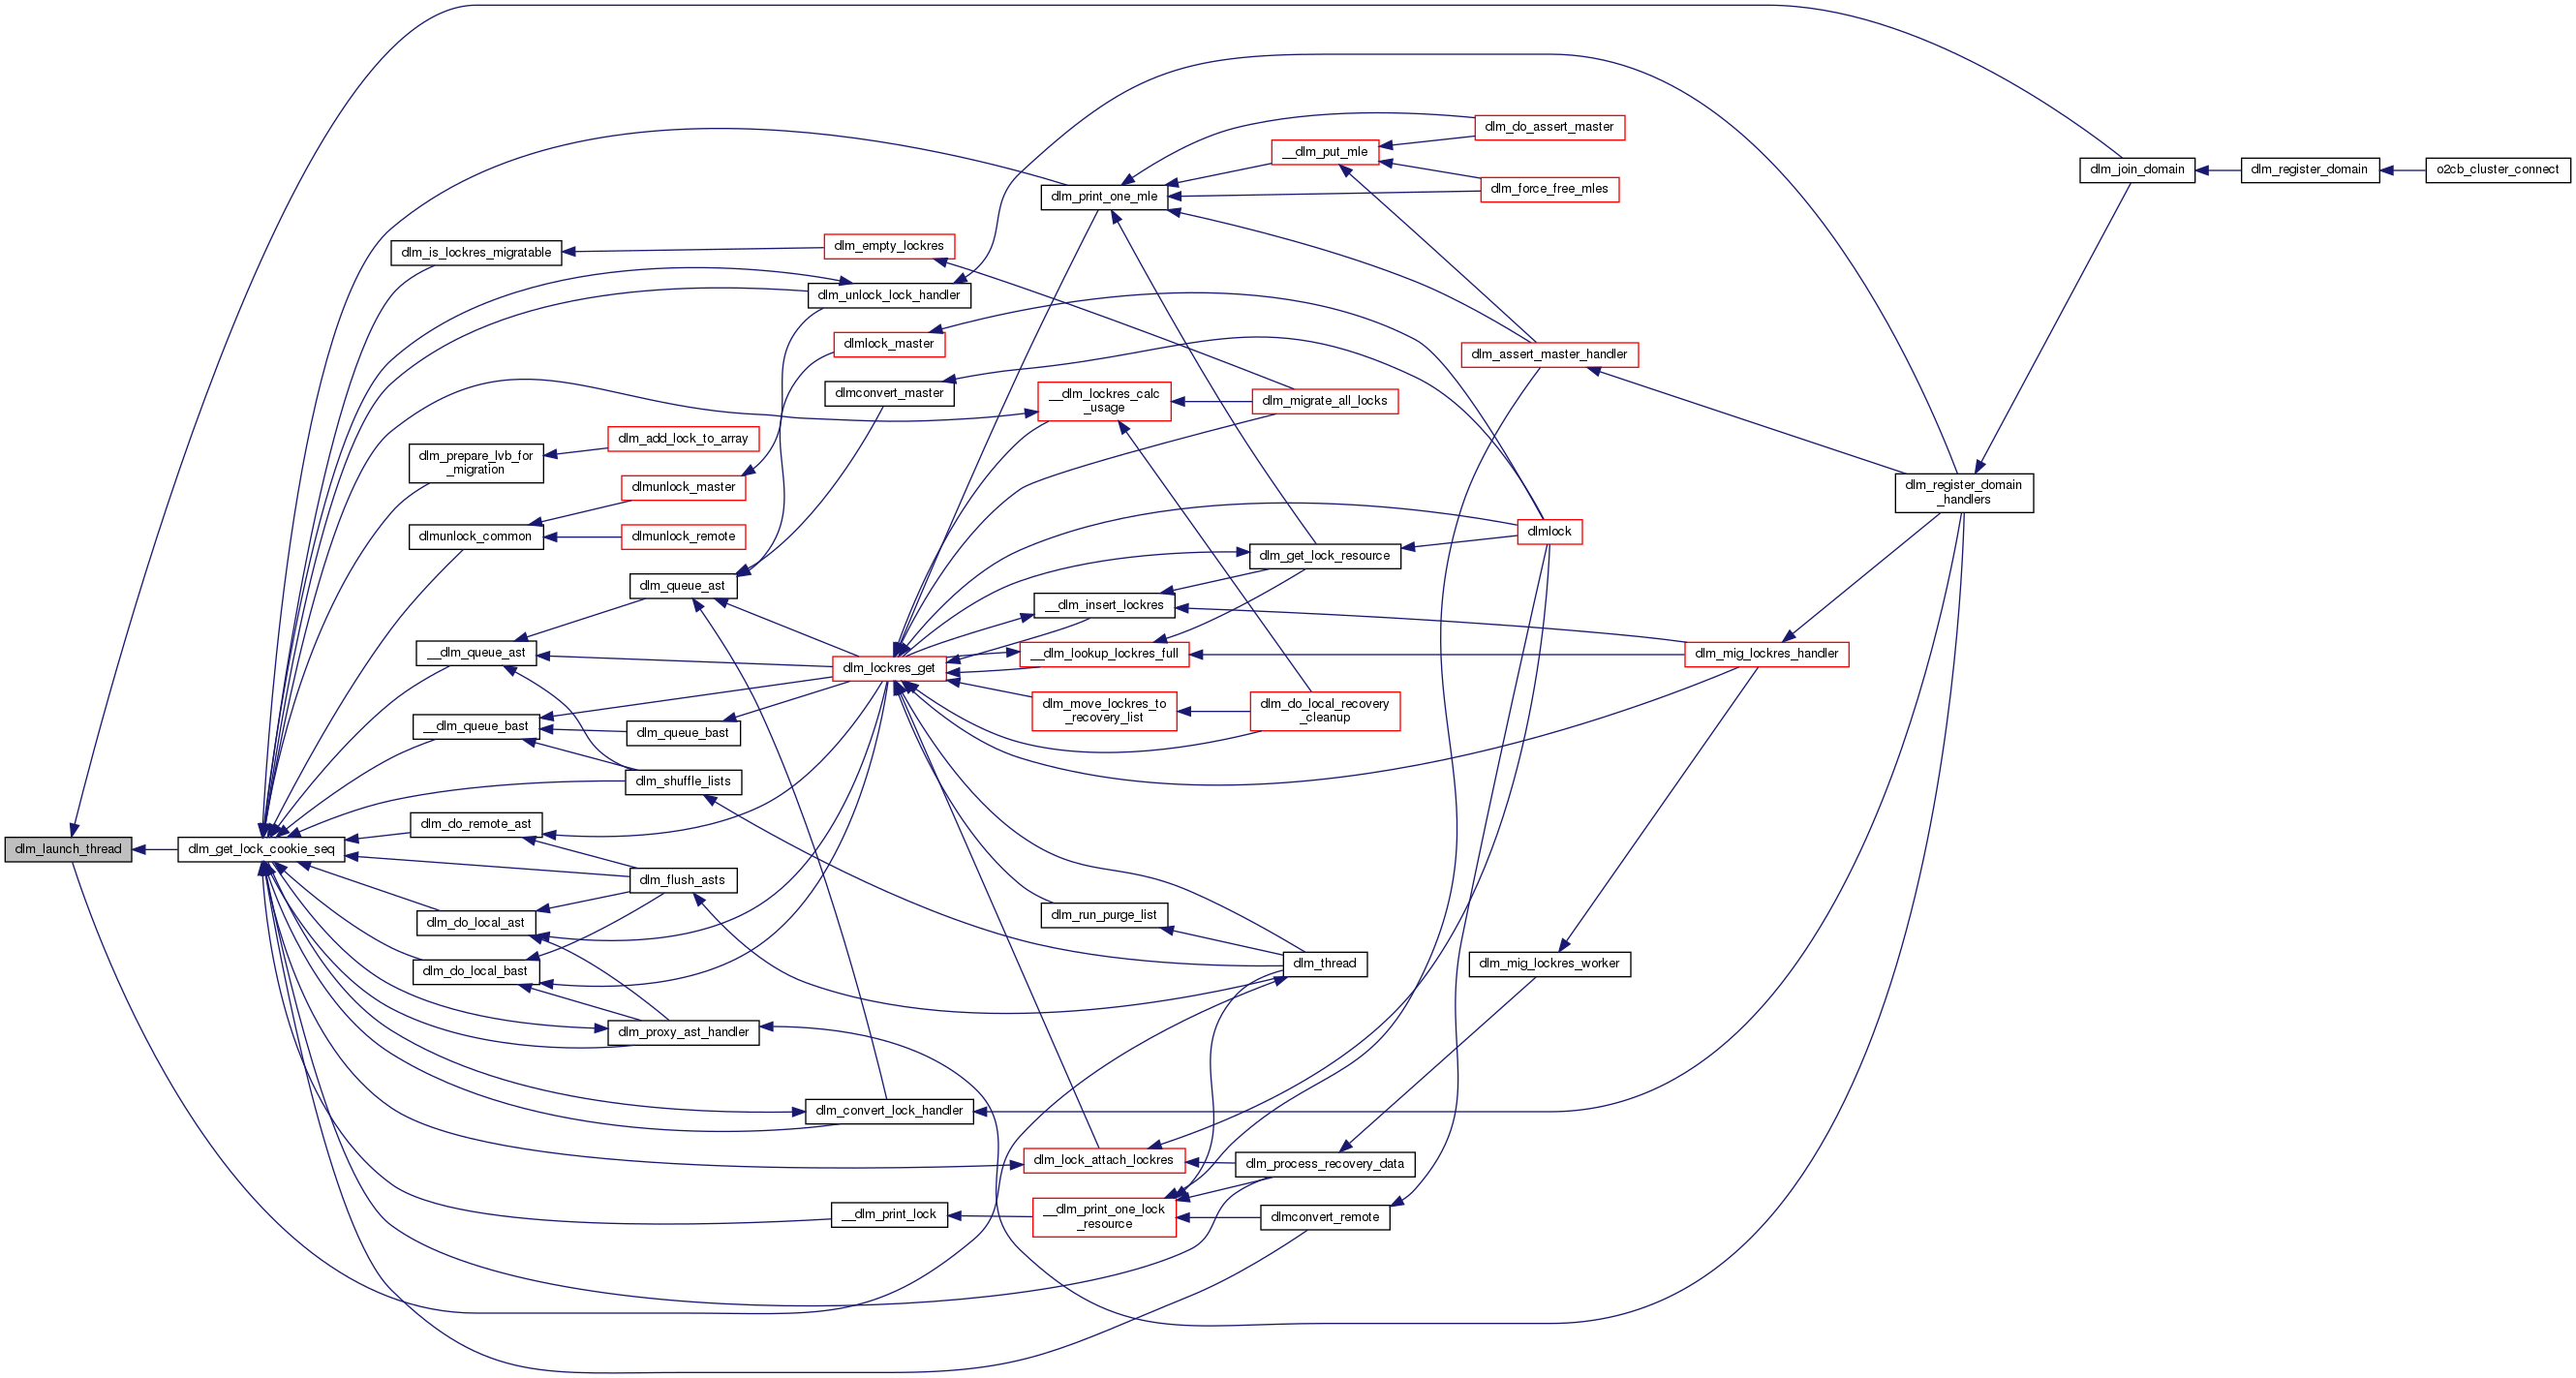 dlm_join_domain
dlm_register_domain
o2cb_cluster_connect
dlm_do_assert_master
__dlm_put_mle
dlm_force_free_mles
dlm_print_one_mle
dlm_is_lockres_migratable
dlm_empty_lockres
dlm_unlock_lock_handler
dlmlock_master
dlm_assert_master_handler
dlmconvert_master
__dlm_lockres_calc
_usage
dlm_migrate_all_locks
dlm_add_lock_to_array
dlm_prepare_lvb_for
_migration
dlmunlock_master
dlm_register_domain
_handlers
dlmunlock_common
dlmunlock_remote
dlmlock
dlm_get_lock_resource
dlm_queue_ast
__dlm_insert_lockres
__dlm_queue_ast
dlm_lockres_get
__dlm_lookup_lockres_full
dlm_mig_lockres_handler
dlm_move_lockres_to
_recovery_list
dlm_do_local_recovery
_cleanup
__dlm_queue_bast
dlm_queue_bast
dlm_shuffle_lists
dlm_do_remote_ast
dlm_launch_thread
dlm_get_lock_cookie_seq
dlm_flush_asts
dlm_do_local_ast
dlm_run_purge_list
dlm_do_local_bast
dlm_thread
dlm_mig_lockres_worker
dlm_proxy_ast_handler
dlm_convert_lock_handler
dlm_lock_attach_lockres
dlm_process_recovery_data
__dlm_print_lock
__dlm_print_one_lock
_resource
dlmconvert_remote